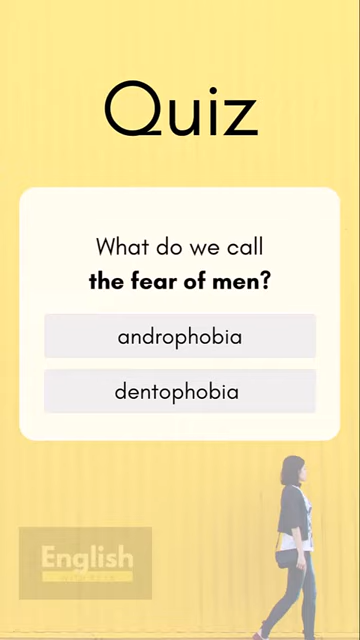 Quiz
What do we call
the fear of men?
androphobia
dentophobia
English